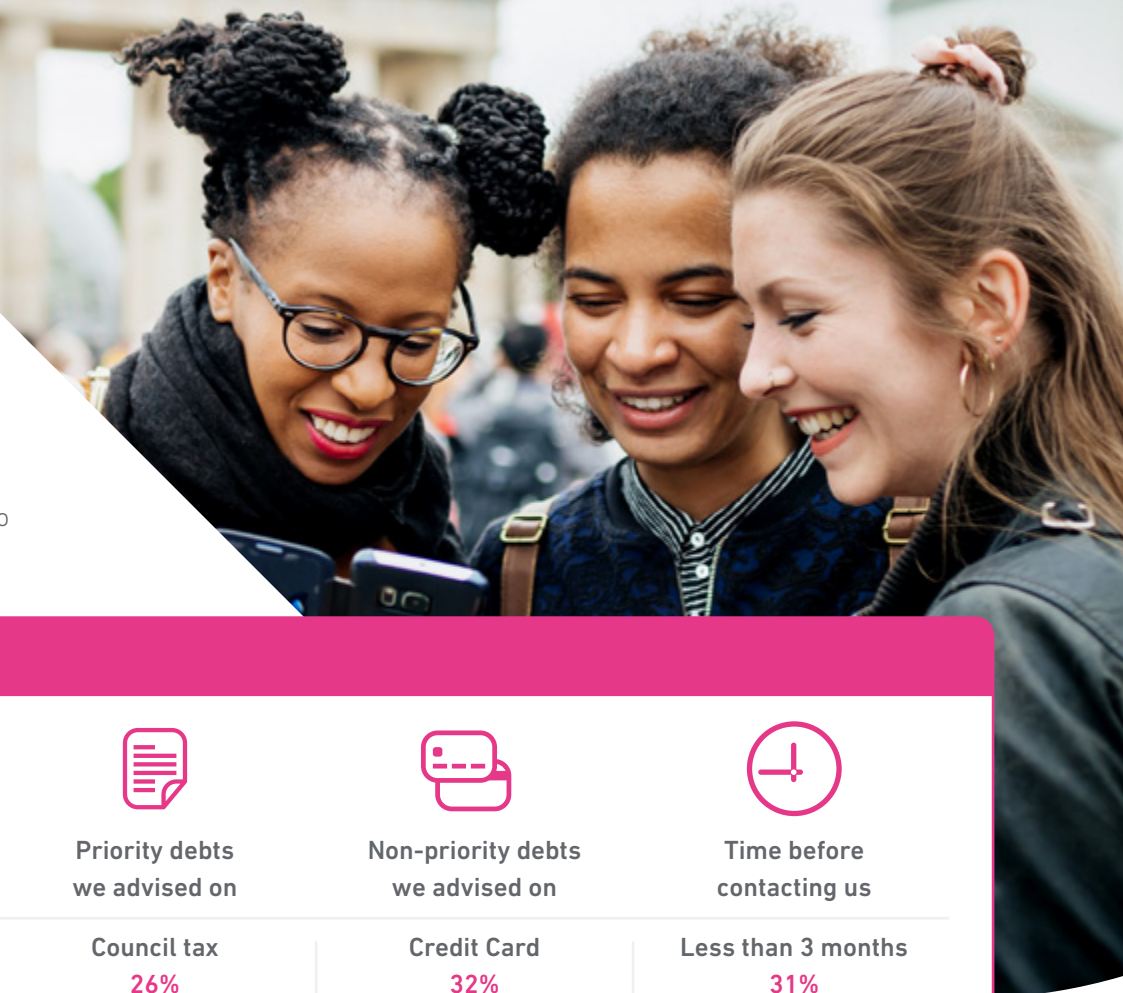 o
Priority debts
we advised on
Non-priority debts
we advised on
Time before
contacting us
Council tax
26%
Credit Card
32%
Less than 3 months
31%